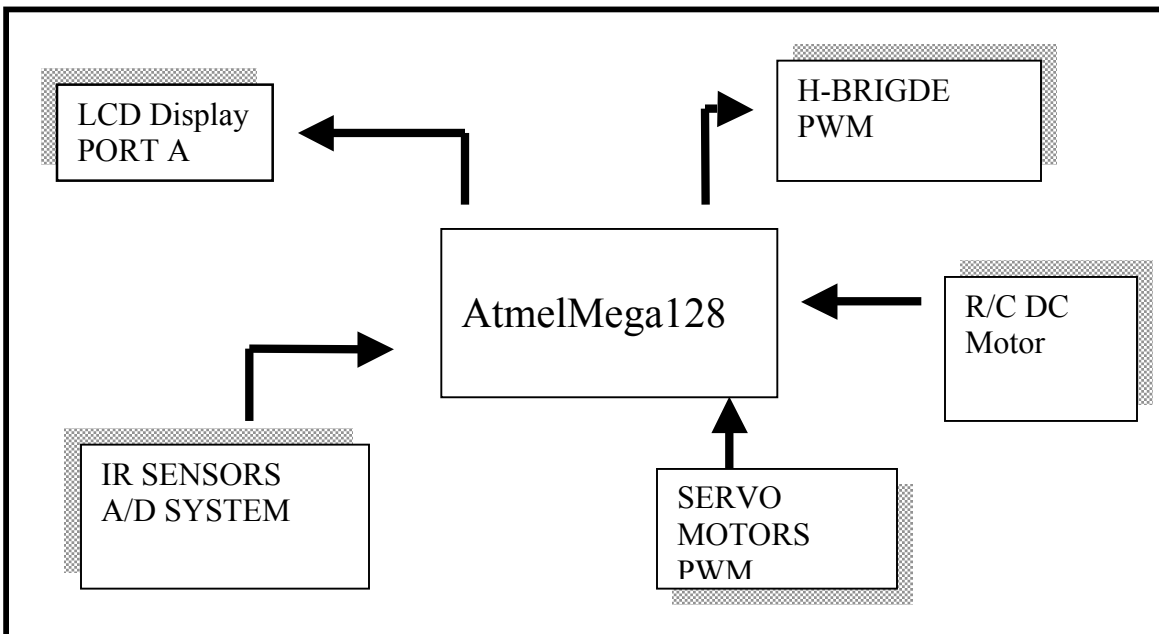 LCD Display
PORT A
H-BRIGDE
PWM
AtmelMega128
R/C DC
Motor
IR SENSORS
A/D SYSTEM
SERVO
MOTORS
PWM